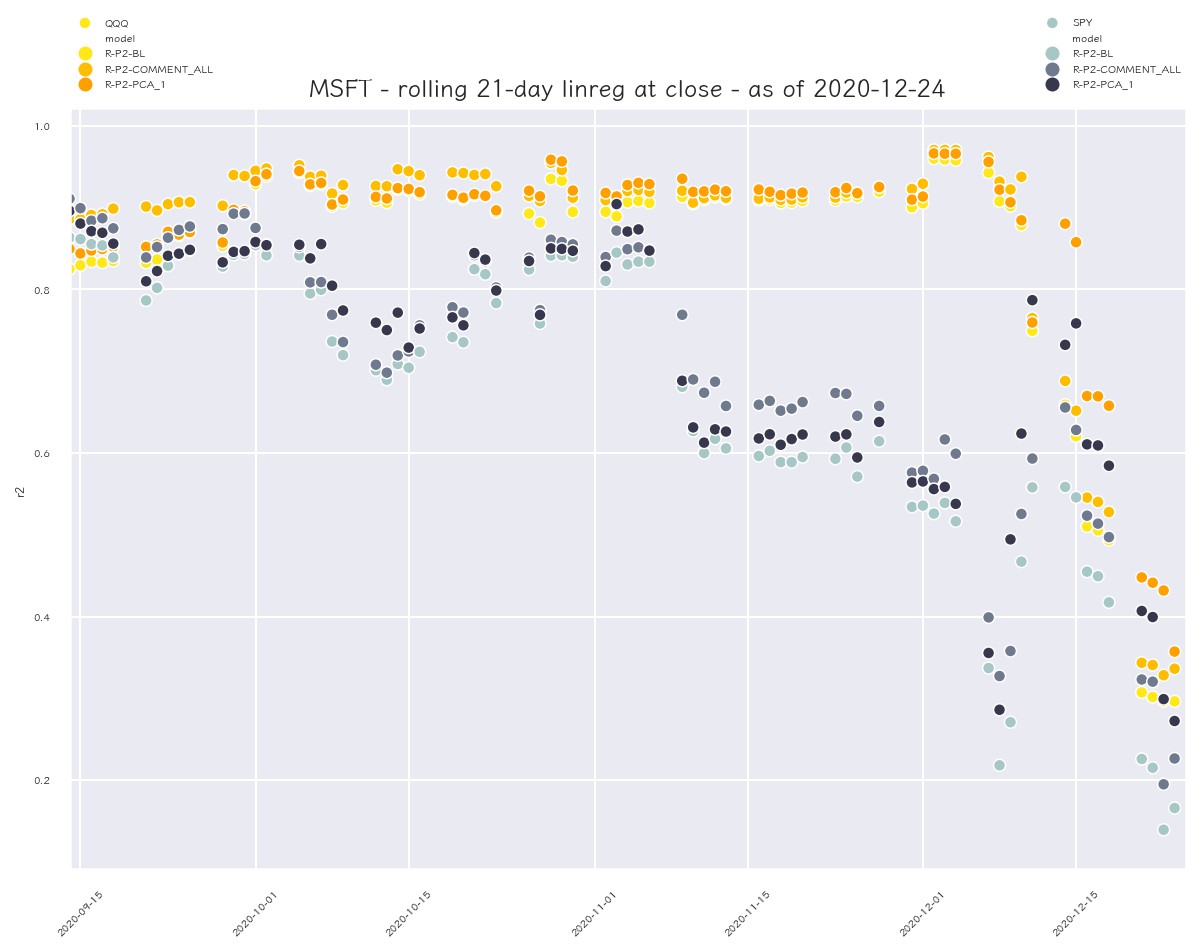 QQQ
model
R-P2-BL
R-P2-COMMENT_ALL
R-P2-PCA_1
SPY
model
R-P2-BL
R-P2-COMMENT_ALL
R-P2-PCA_1
MSFT - rolling 21-day linreg at close - as of 2020-12-24
1.0
0.8
0.6
0.4
0.2
r2
2020-09-15
2020-10-01
2020-10-15
2020-11-01
2020-11-15
2020-12-01
2020-12-15